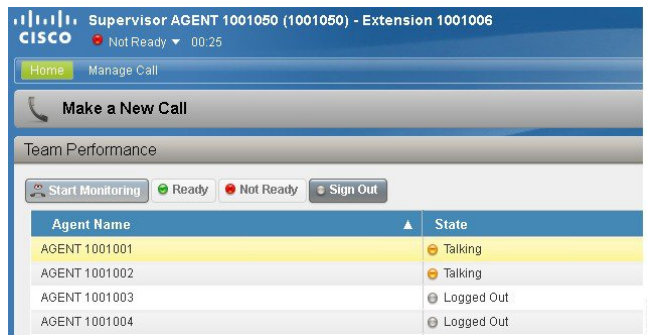 Supervisor AGENT 1001050 (1001050) - Extension 1001006
CISCO
Not Ready 00:25
Home Manage Call
Make a New Call
Team Performance
Start Monitoring Ready Not Ready Sign Out
Agent Name State
AGENT 1001001 Talking
AGENT 1001002 Talking
AGENT 1001003 Logged Out
AGENT 1001004 Logged Out